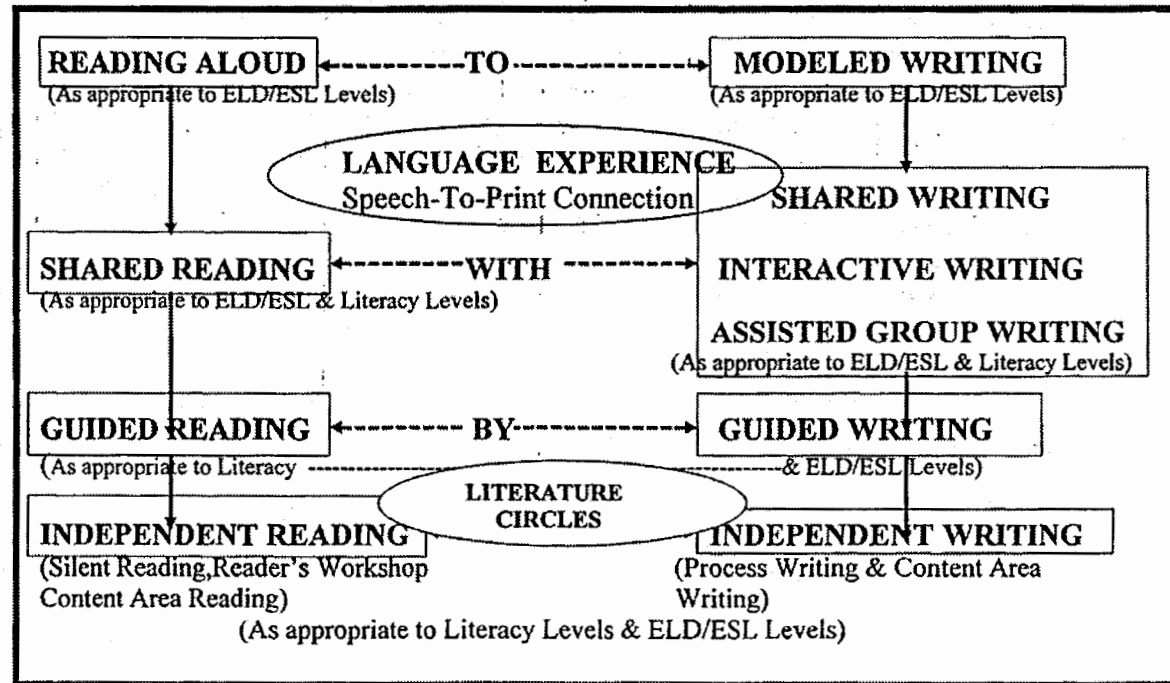 READING ALOUD TO MODELED WRITING
(As appropriate to ELD/ESL Levels) (As appropriate to ELD/ESL Levels)
LANGUAGE EXPERIENCE
Speech-To-Print Connection SHARED WRITING
SHARED READING WITH INTERACTIVE WRITING
(As appropriate to ELD/ESL & Literacy Levels)
ASSISTED GROUP WRITING
(As appropriate to ELD/ESL & Literacy Levels)
GUIDED READING BY GUIDED WRITING
(As appropriate to Literacy & ELD/ESL Levels)
LITERATURE
CIRCLES
INDEPENDENT READING INDEPENDENT WRITING
(Silent Reading,Reader's Workshop (Process Writing & Content Area
Content Area Reading) Writing)
(As appropriate to Literacy Levels & ELD/ESL Levels)